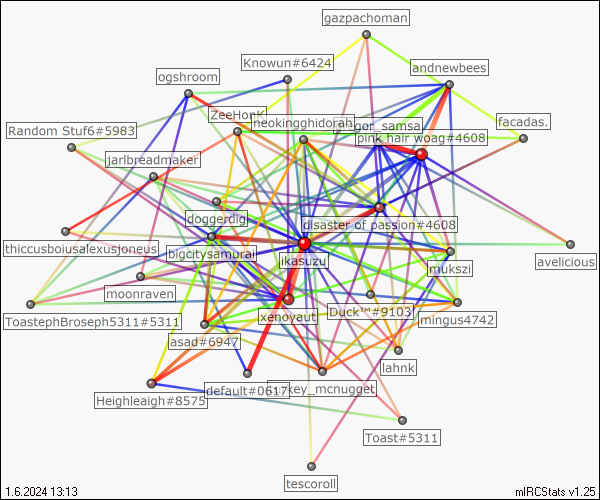 gazpachoman
Knowun#6424
andnewbees
ogshroom
ZeeHonK
neokingghidorah
gor_samsa
facadas.
Random Stuf6#5983
pink hair woag#4608
jarlbreadmaker
doggerdig
disaster of passion#4608
thiccusboiusalexustioneus
bigcitysamurai
ikasuzu
mukszi
avelicious
moonraven
ToastephBroseph5311#5311
xenoyaut
Duck™#9103
mingus4742
asad#6947
lahnk
default#0617
key_mcnugget
Heighleaigh#8575
Toast#5311
tescoroll
1.6.2024 13:13
mIRCStats v1.25